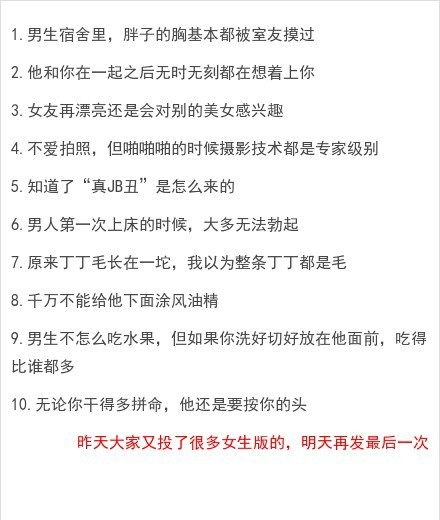 1.男生宿舍里，胖子的胸基本都被室友摸过
2.他和你在一起之后无时无刻都在想着上你
3.女友再漂亮还是会对别的美女感兴趣
4.不爱拍照，但啪啪啪的时候摄影技术都是专家级别
5.知道了“真JB丑”是怎么来的
6.男人第一次上床的时候，大多无法勃起
7.原来丁丁毛长在一坨，我以为整条丁丁都是毛
8.千万不能给他下面涂风油精
9.男生不怎么吃水果，但如果你洗好切好放在他面前，吃得
比谁都多
10.无论你干得多拼命，他还是要按你的头
昨天大家又投了很多女生版的，明天再发最后一次